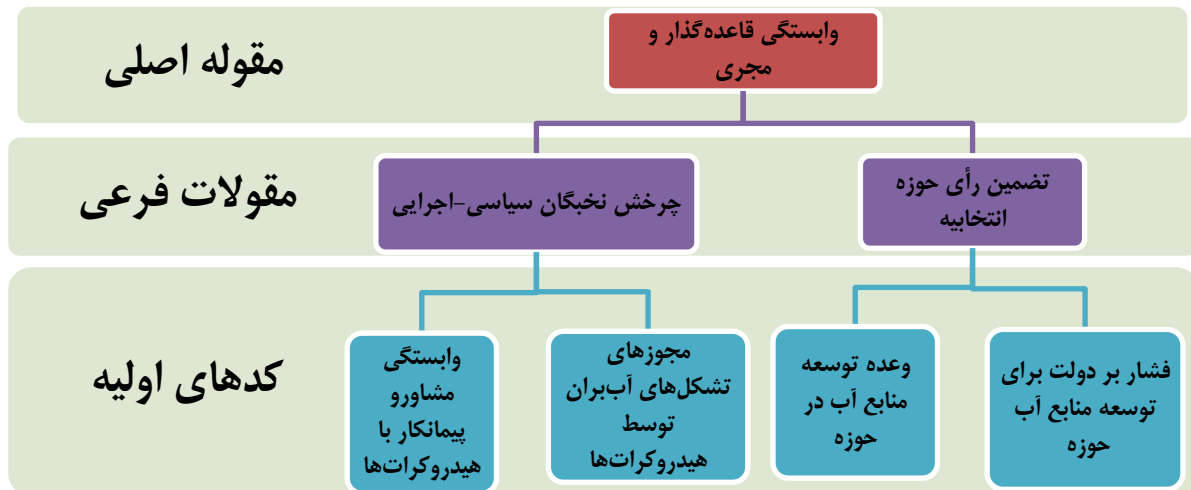 مقوله اصلی
وابستگی قاعده‌گذار و
مجری
مقولات فرعی
تضمین رأی حوزه
انتخابیه
چرخش نخبگان سیاسی-اجرایی
کدهای اولیه
فشار بر دولت برای
توسعه منابع آب
حوزه
وعده توسعه
منابع آب در
حوزه
مجوزهای
تشکل‌های آب‌بران
توسط
هیدروکرات‌ها
وابستگی
مشاورو
پیمانکار با
هیدروکرات‌ها